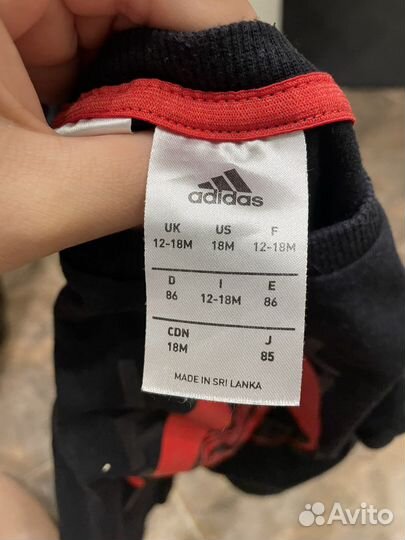 adidas
UK US F
12-18M 18M 12-18M
D I E
86 12-18M 86
CDN J
18M 85
MADE IN SRI LANKA
Avito